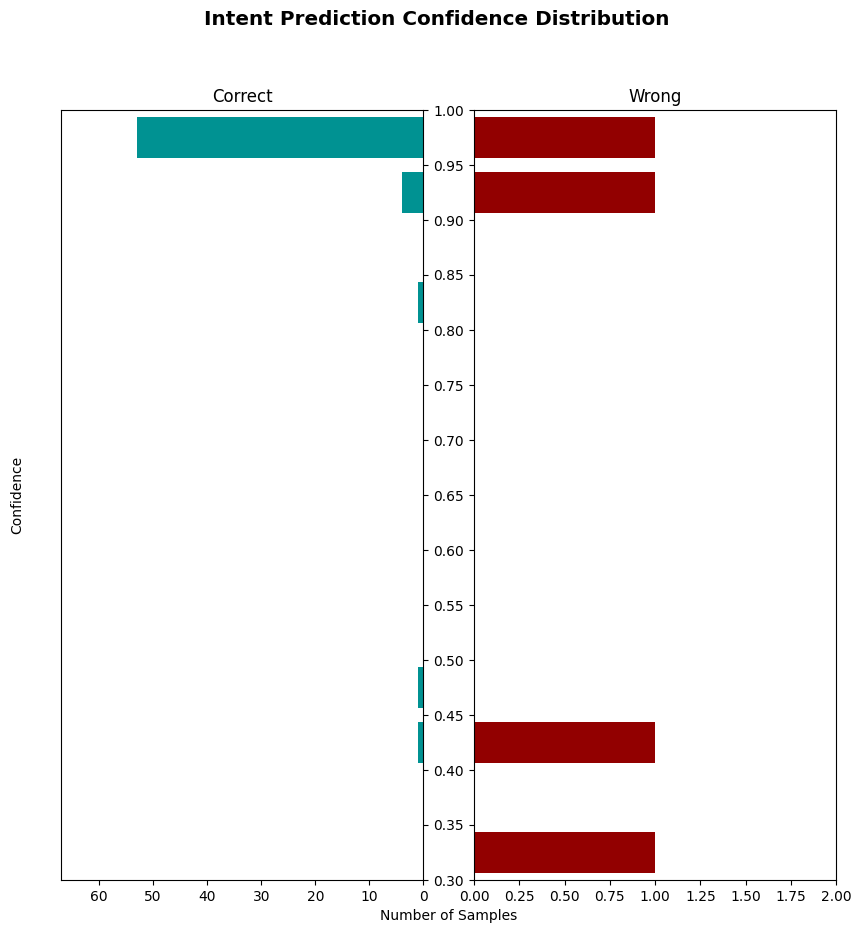 Intent Prediction Confidence Distribution
Correct
Wrong
1.00
0.95
0.90
0.85
0.80
0.75
0.70
0.65
0.60
0.55
0.50
0.45
0.40
0.35
0.30
Confidence
60 50 40 30 20 10 0
0.00 0.25 0.50 0.75 1.00 1.25 1.50 1.75 2.00
Number of Samples